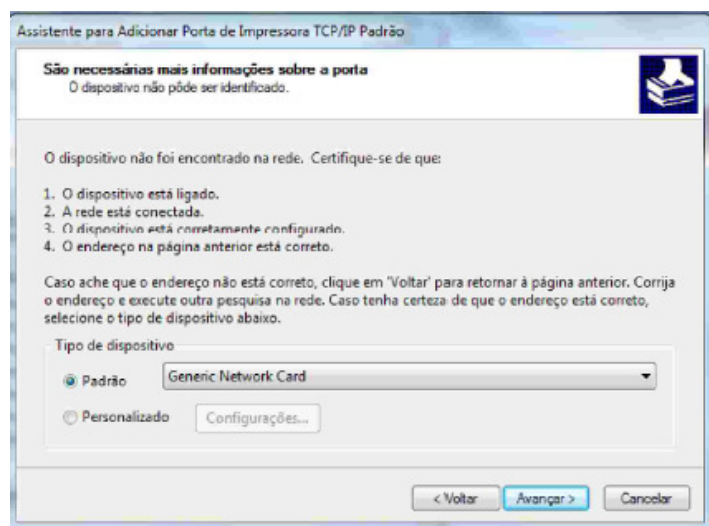 Assistente para Adicionar Porta de Impressora TCP/IP Padrão
São necessárias mais informações sobre a porta
O dispositivo não pôde ser identificado.
O dispositivo não foi encontrado na rede. Certifique-se de que:
1. O dispositivo está ligado.
2. A rede está conectada.
3. O dispositivo está corretamente configurado.
4. O endereço na página anterior está correto.
Caso ache que o endereço não está correto, clique em 'Voltar' para retornar à página anterior. Corrija
o endereço e execute outra pesquisa na rede. Caso tenha certeza de que o endereço está correto,
selecione o tipo de dispositivo abaixo.
Tipo de dispositivo
Padrão Generic Network Card
Personalizado Configurações...
< Voltar Avançar > Cancelar